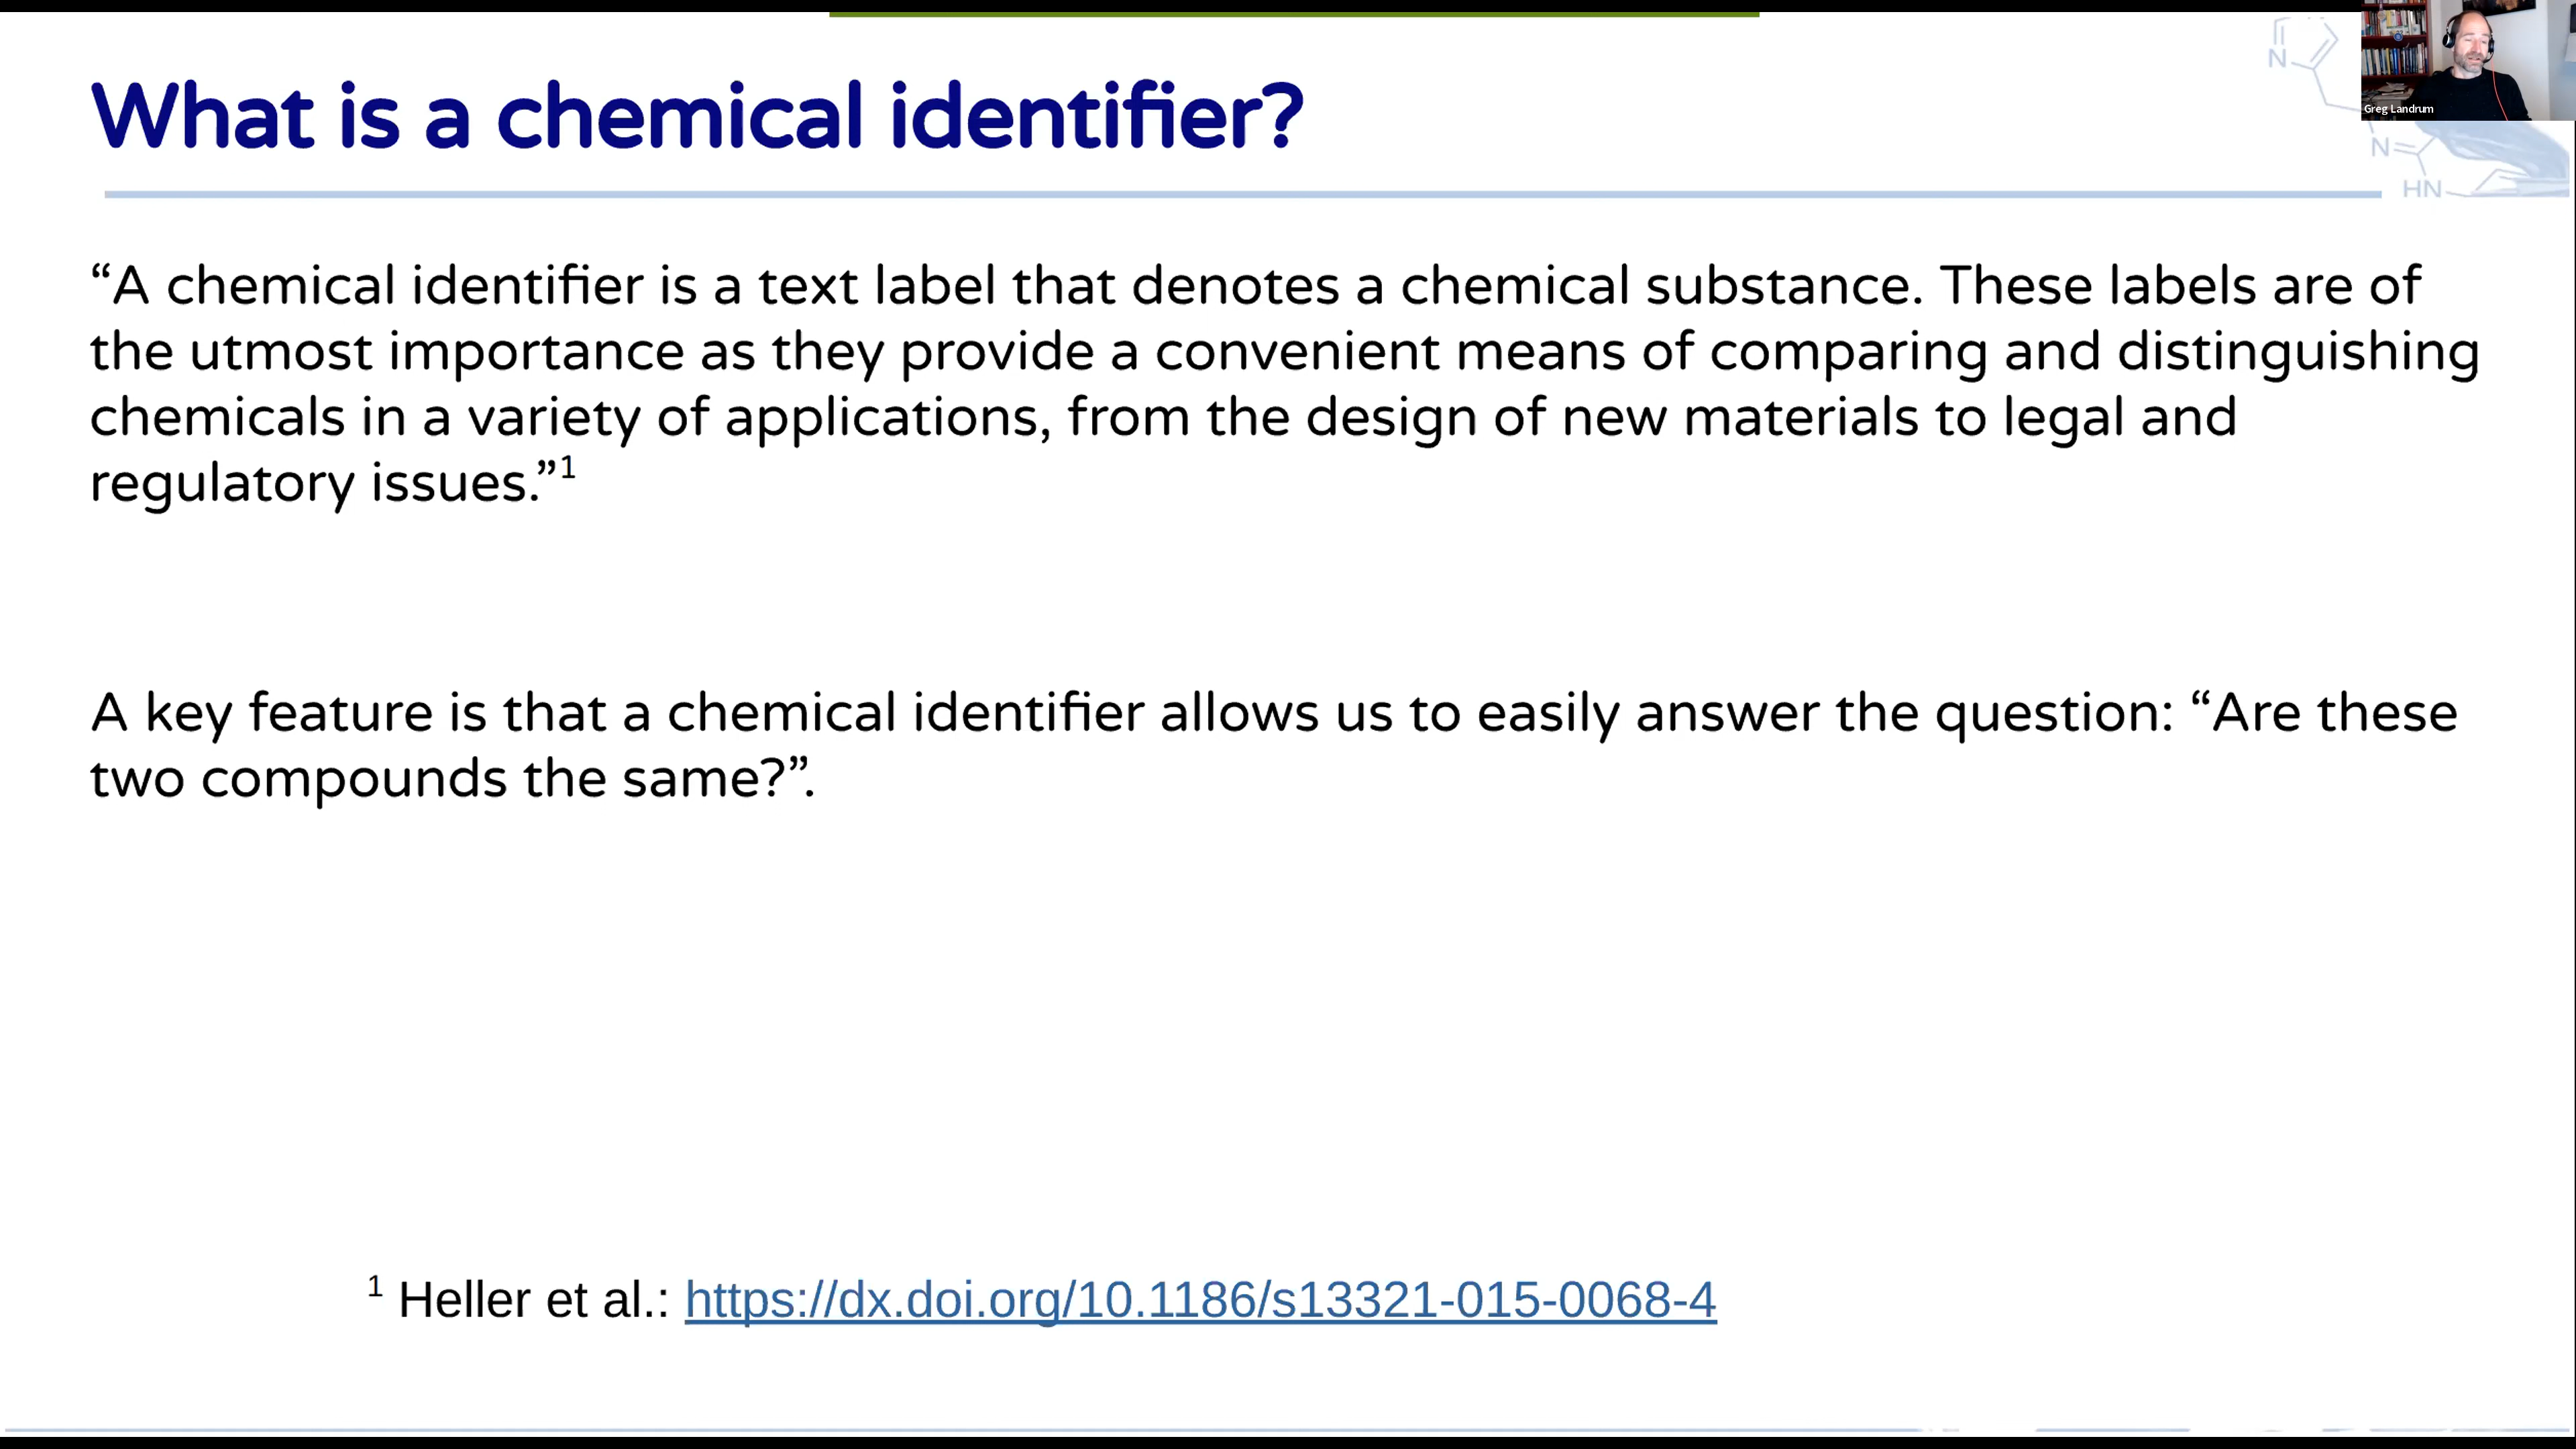 What is a chemical identifier?
Greg Landrum
N
N
HN
“A chemical identifier is a text label that denotes a chemical substance. These labels are of
the utmost importance as they provide a convenient means of comparing and distinguishing
chemicals in a variety of applications, from the design of new materials to legal and
regulatory issues.”¹
A key feature is that a chemical identifier allows us to easily answer the question: “Are these
two compounds the same?”.
¹ Heller et al.: https://dx.doi.org/10.1186/s13321-015-0068-4